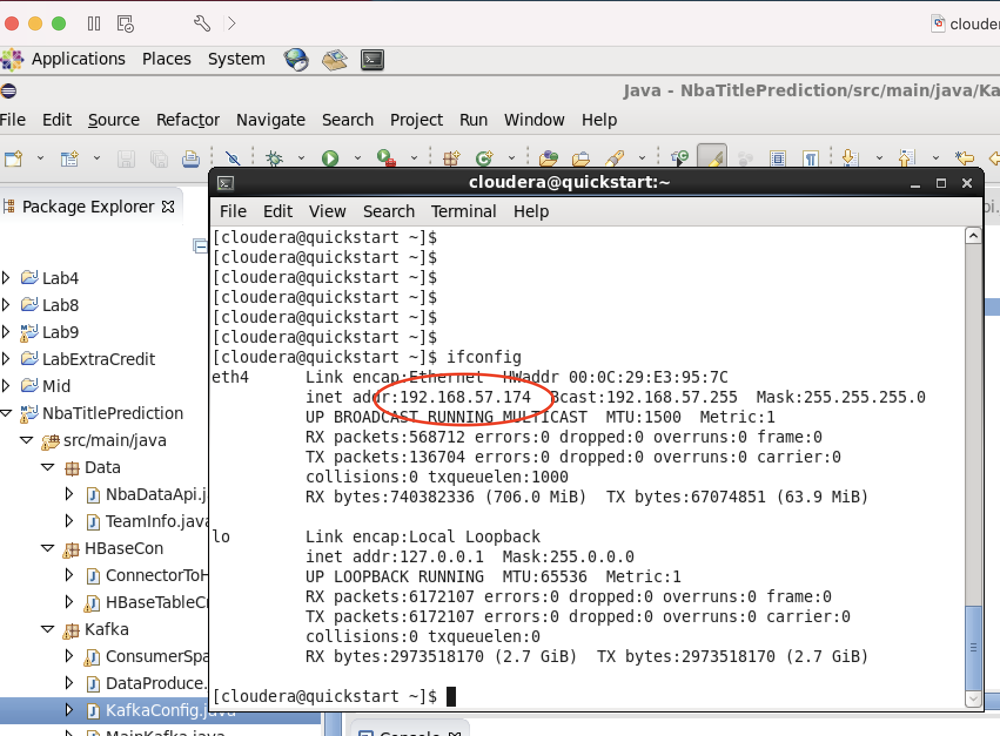 cloude
Applications Places System
Java - NbaTitlePrediction/src/main/java/Ka
File Edit Source Refactor Navigate Search Project Run Window Help
cloudera@quickstart:~
Package Explorer
File Edit View Search Terminal Help
[cloudera@quickstart ~]$
[cloudera@quickstart ~]$
[cloudera@quickstart ~]$
[cloudera@quickstart ~]$
[cloudera@quickstart ~]$
[cloudera@quickstart ~]$
[cloudera@quickstart ~]$ ifconfig
eth4 Link encap:Ethernet HWaddr 00:0C:29:E3:95:7C
inet addr:192.168.57.174 Bcast:192.168.57.255 Mask:255.255.255.0
UP BROADCAST RUNNING MULTICAST MTU:1500 Metric:1
RX packets:568712 errors:0 dropped:0 overruns:0 frame:0
TX packets:136704 errors:0 dropped:0 overruns:0 carrier:0
collisions:0 txqueuelen:1000
RX bytes:740382336 (706.0 MiB) TX bytes:67074851 (63.9 MiB)
lo Link encap:Local Loopback
inet addr:127.0.0.1 Mask:255.0.0.0
UP LOOPBACK RUNNING MTU:65536 Metric:1
RX packets:6172107 errors:0 dropped:0 overruns:0 frame:0
TX packets:6172107 errors:0 dropped:0 overruns:0 carrier:0
collisions:0 txqueuelen:0
RX bytes:2973518170 (2.7 GiB) TX bytes:2973518170 (2.7 GiB)
[cloudera@quickstart ~]$
Lab4
Lab8
Lab9
LabExtraCredit
Mid
NbaTitlePrediction
src/main/java
Data
NbaDataApi.j
TeamInfo.java
HBaseCon
ConnectorToH
HBaseTableCr
Kafka
ConsumerSpa
DataProduce.
KafkaConfig.java
MainKafka.java
Console